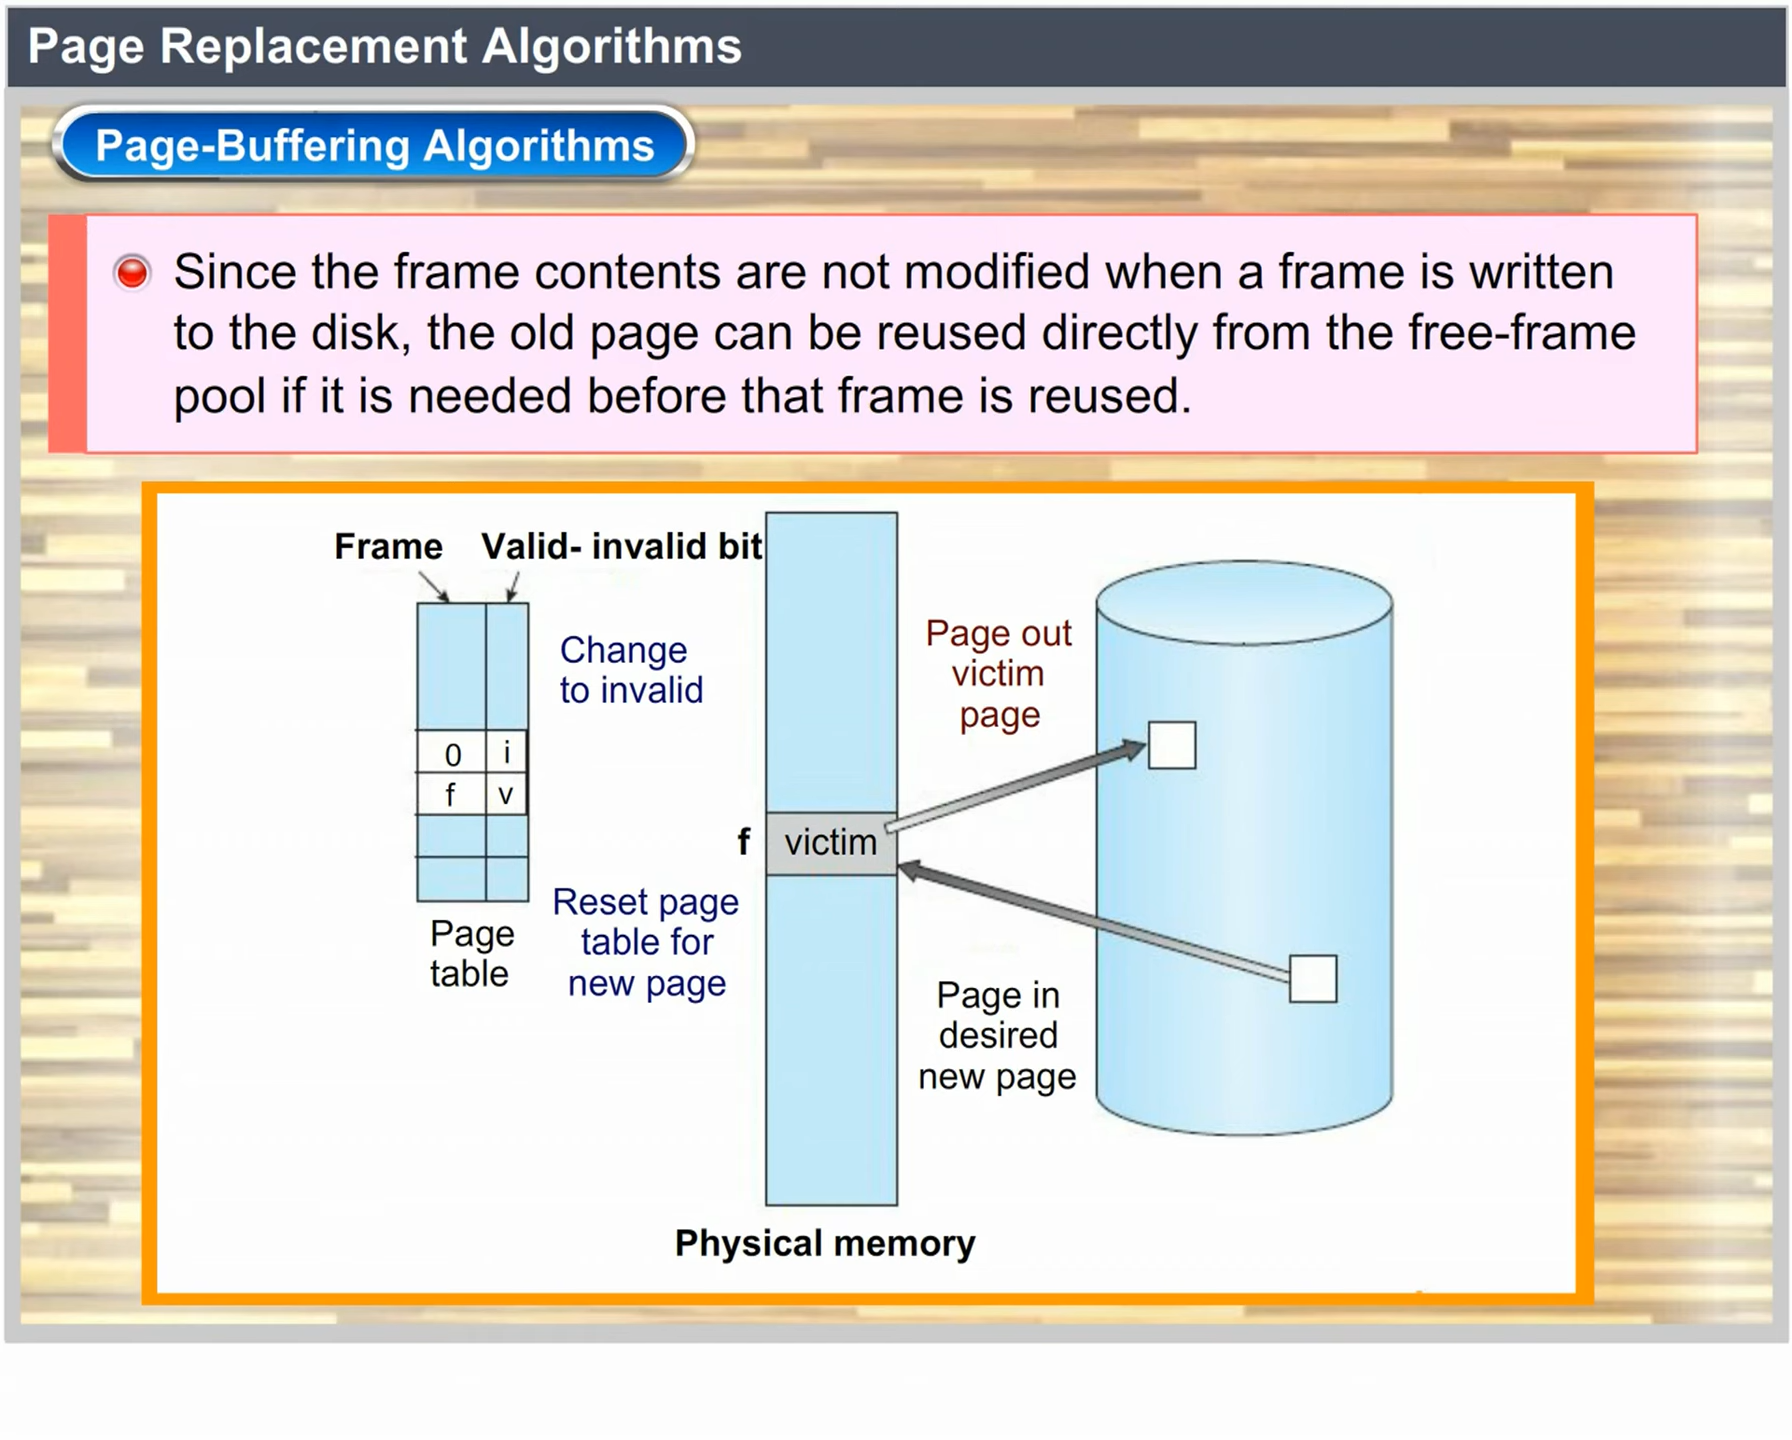 Page Replacement Algorithms
Page-Buffering Algorithms
Since the frame contents are not modified when a frame is written
to the disk, the old page can be reused directly from the free-frame
pool if it is needed before that frame is reused.
Frame
Valid- invalid bit
Change
to invalid
0 i
f v
Page
table
Reset page
table for
new page
f
victim
Page out
victim
page
Page in
desired
new page
Physical memory